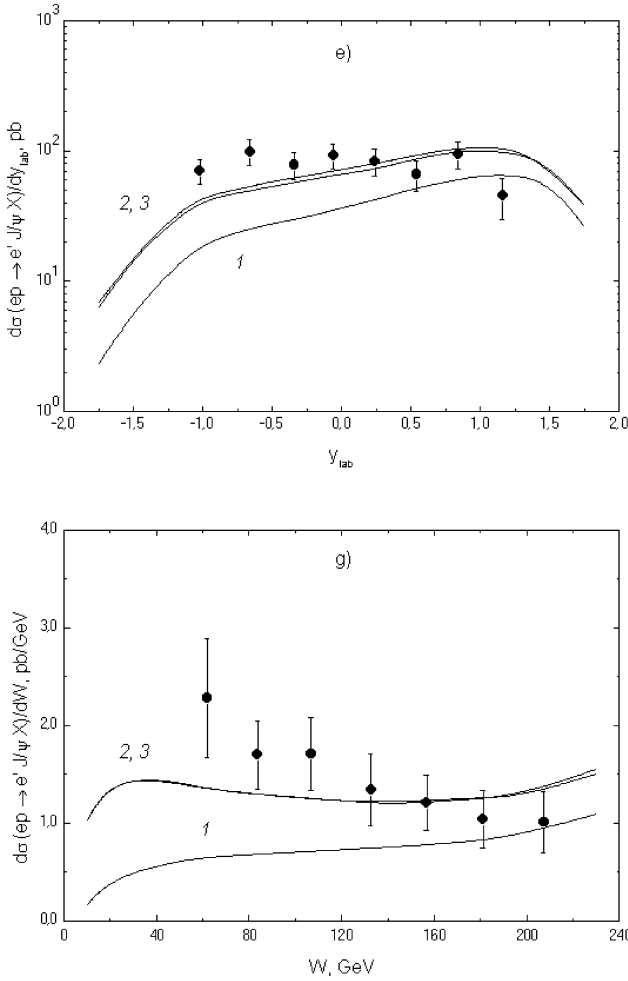 10³
e)
10²
2, 3
1
10¹
10⁰
dσ(ep → e' J/ψ X)/dy_lab, pb
-2,0 -1,5 -1,0 -0,5 0,0 0,5 1,0 1,5 2,0
y_lab
4,0
g)
3,0
2,0
2, 3
1
1,0
0,0
dσ(ep → e' J/ψ X)/dW, pb/GeV
0 40 80 120 160 200 240
W, GeV